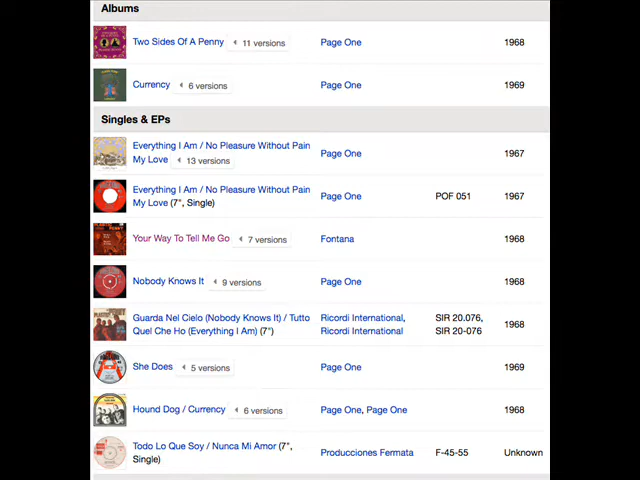 Albums
Two Sides Of A Penny 11 versions Page One 1968
Currency 6 versions Page One 1969
Singles & EPs
Everything I Am / No Pleasure Without Pain
My Love 13 versions Page One 1967
Everything I Am / No Pleasure Without Pain
My Love (7", Single) Page One POF 051 1967
Your Way To Tell Me Go 7 versions Fontana 1968
Nobody Knows It 9 versions Page One 1968
Guarda Nel Cielo (Nobody Knows It) / Tutto Ricordi International, SIR 20.076,
Quel Che Ho (Everything I Am) (7") Ricordi International SIR 20-076 1968
She Does 5 versions Page One 1969
Hound Dog / Currency 6 versions Page One, Page One 1968
Todo Lo Que Soy / Nunca Mi Amor (7",
Single) Producciones Fermata F-45-55 Unknown